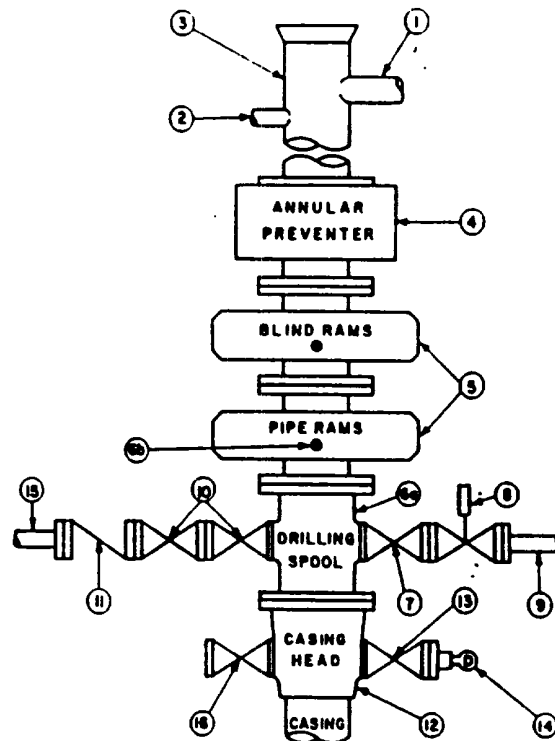 3
1
2
ANNULAR
PREVENTER
4
BLIND RAMS
5
PIPE RAMS
6b
15
10
6a
8
DRILLING
SPOOL
11
7
13
9
CASING
HEAD
16
12
14
CASING